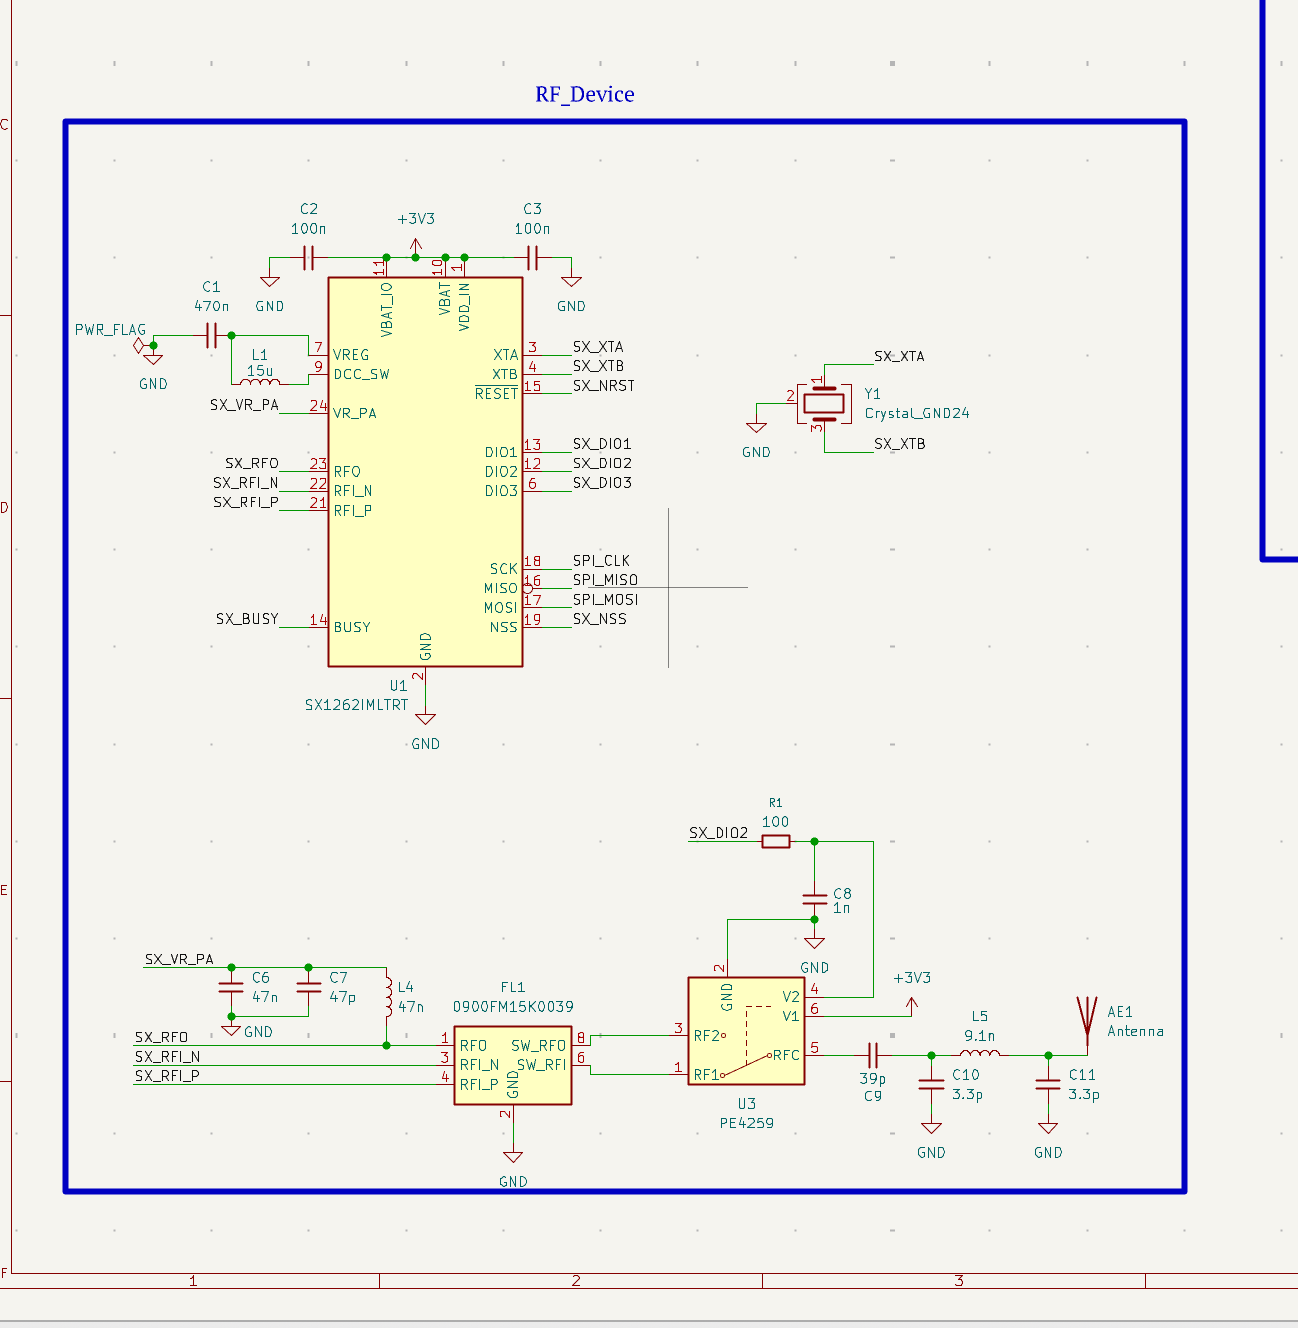 RF_Device
C
C2
100n
+3V3
C3
100n
11
10
1
GND
GND
VBAT_IO
VBAT
VDD_IN
C1
470n
PWR_FLAG
GND
L1
15u
7
VREG
9
DCC_SW
SX_VR_PA
24
VR_PA
SX_RFO
23
RFO
SX_RFI_N
22
RFI_N
SX_RFI_P
21
RFI_P
SX_BUSY
14
BUSY
XTA
3
SX_XTA
XTB
4
SX_XTB
RESET
15
SX_NRST
DIO1
13
SX_DIO1
DIO2
12
SX_DIO2
DIO3
6
SX_DIO3
SCK
18
SPI_CLK
MISO
16
SPI_MISO
MOSI
17
SPI_MOSI
NSS
19
SX_NSS
GND
2
U1
SX1262IMLTRT
GND
SX_XTA
1
2
3
Y1
Crystal_GND24
GND
SX_XTB
D
R1
100
SX_DIO2
C8
1n
E
GND
SX_VR_PA
C6
47n
C7
47p
L4
47n
GND
SX_RFO
SX_RFI_N
SX_RFI_P
FL1
0900FM15K0039
1
RFO
3
RFI_N
4
RFI_P
SW_RFO
8
SW_RFI
6
GND
2
GND
2
GND
V2
4
V1
6
+3V3
3
RF2
1
RF1
RFC
5
U3
PE4259
39p
C9
C10
3.3p
GND
L5
9.1n
C11
3.3p
GND
AE1
Antenna
F
1
2
3